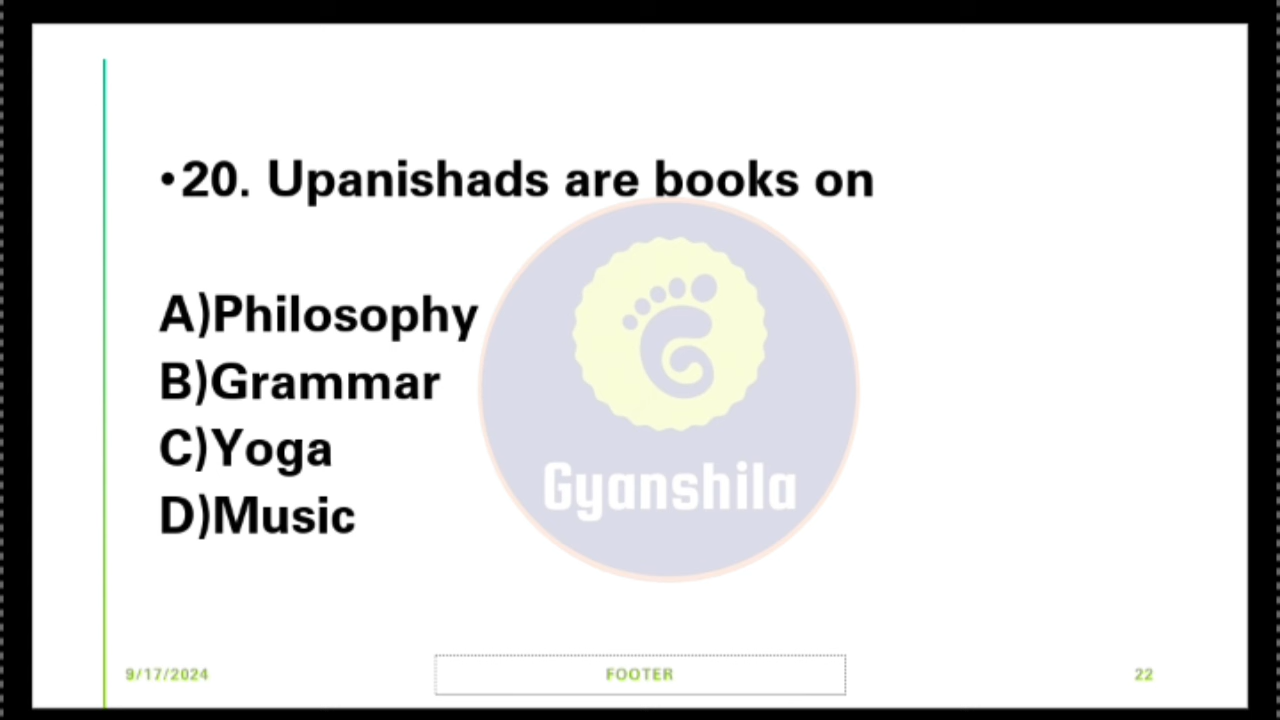 •20. Upanishads are books on
A)Philosophy
B)Grammar
C)Yoga
D)Music
Gyanshila
9/17/2024
FOOTER
22